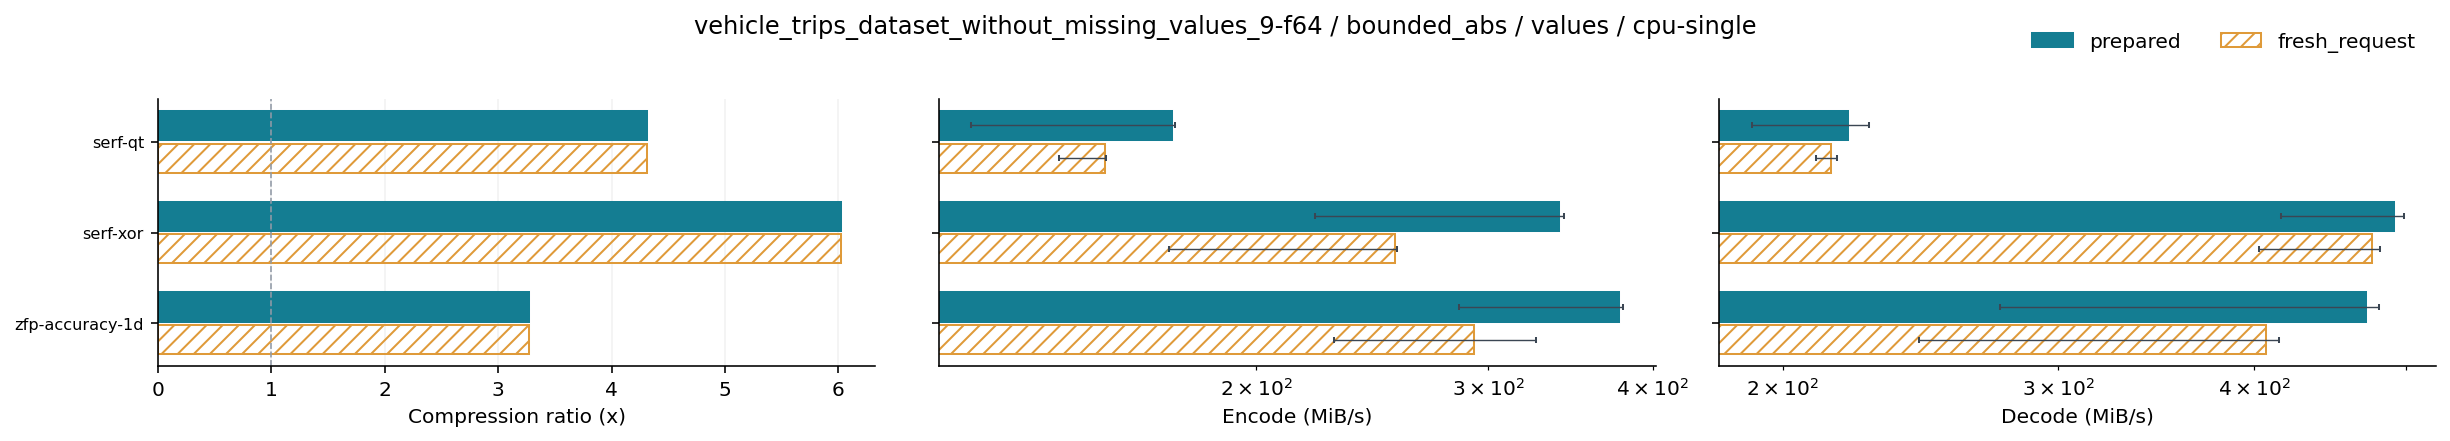 vehicle_trips_dataset_without_missing_values_9-f64 / bounded_abs / values / cpu-single
prepared
fresh_request
serf-qt
serf-xor
zfp-accuracy-1d
0 1 2 3 4 5 6
Compression ratio (x)
2 × 10² 3 × 10² 4 × 10²
Encode (MiB/s)
2 × 10² 3 × 10² 4 × 10²
Decode (MiB/s)